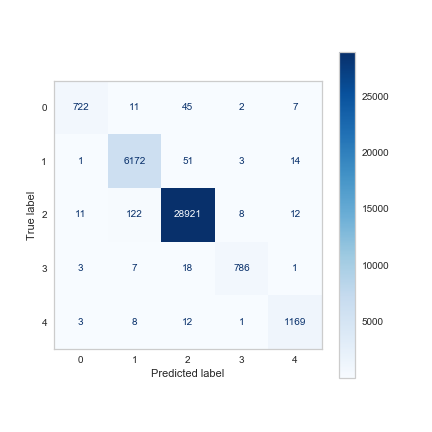 0 722 11 45 2 7
1 1 6172 51 3 14
2 11 122 28921 8 12
3 3 7 18 786 1
4 3 8 12 1 1169
0 1 2 3 4
True label
Predicted label
25000
20000
15000
10000
5000